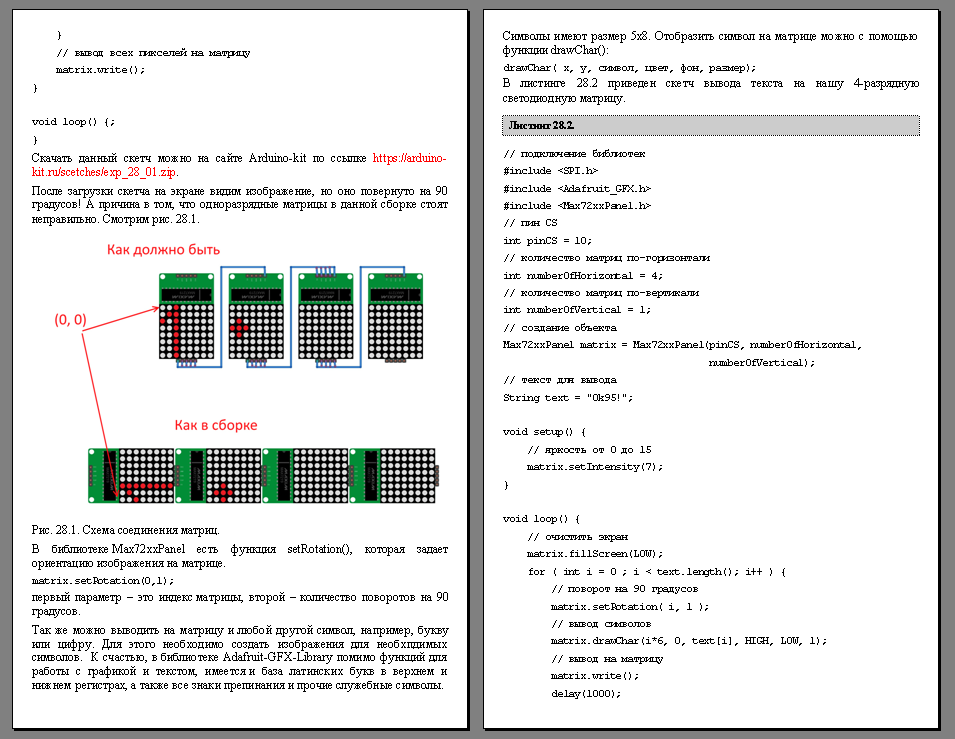 }
// вывод всех пикселей на матрицу
matrix.write();
}
void loop() {;
}
Скачать данный скетч можно на сайте Arduino-kit по ссылке https://arduino-
kit.ru/scetches/exp_28_01.zip.
После загрузки скетча на экране видим изображение, но оно повернуто на 90
градусов! А причина в том, что одноразрядные матрицы в данной сборке стоят
неправильно. Смотрим рис. 28.1.
Как должно быть
(0, 0)
Как в сборке
Рис. 28.1. Схема соединения матриц.
В библиотеке Max72xxPanel есть функция setRotation(), которая задает
ориентацию изображения на матрице.
matrix.setRotation(0,1);
первый параметр – это индекс матрицы, второй – количество поворотов на 90
градусов.
Так же можно выводить на матрицу и любой другой символ, например, букву
или цифру. Для этого необходимо создать изображения для необхпдимых
символов. К счастью, в библиотеке Adafruit-GFX-Library помимо функций для
работы с графикой и текстом, имеется и база латинских букв в верхнем и
нижнем регистрах, а также все знаки препинания и прочие служебные символы.
Символы имеют размер 5x8. Отобразить символ на матрице можно с помощью
функции drawChar():
drawChar( x, y, символ, цвет, фон, размер);
В листинге 28.2 приведен скетч вывода текста на нашу 4-разрядную
светодиодную матрицу.
Листинг 28.2.
// подключение библиотек
#include <SPI.h>
#include <Adafruit_GFX.h>
#include <Max72xxPanel.h>
// пин CS
int pinCS = 10;
// количество матриц по-горизонтали
int numberOfHorizontal = 4;
// количество матриц по-вертикали
int numberOfVertical = 1;
// создание объекта
Max72xxPanel matrix = Max72xxPanel(pinCS, numberOfHorizontal,
numberOfVertical);
// текст для вывода
String text = "Ok95!";
void setup() {
// яркость от 0 до 15
matrix.setIntensity(7);
}
void loop() {
// очистить экран
matrix.fillScreen(LOW);
for ( int i = 0 ; i < text.length(); i++ ) {
// поворот на 90 градусов
matrix.setRotation( i, 1 );
// вывод символов
matrix.drawChar(i*6, 0, text[i], HIGH, LOW, 1);
// вывод на матрицу
matrix.write();
delay(1000);